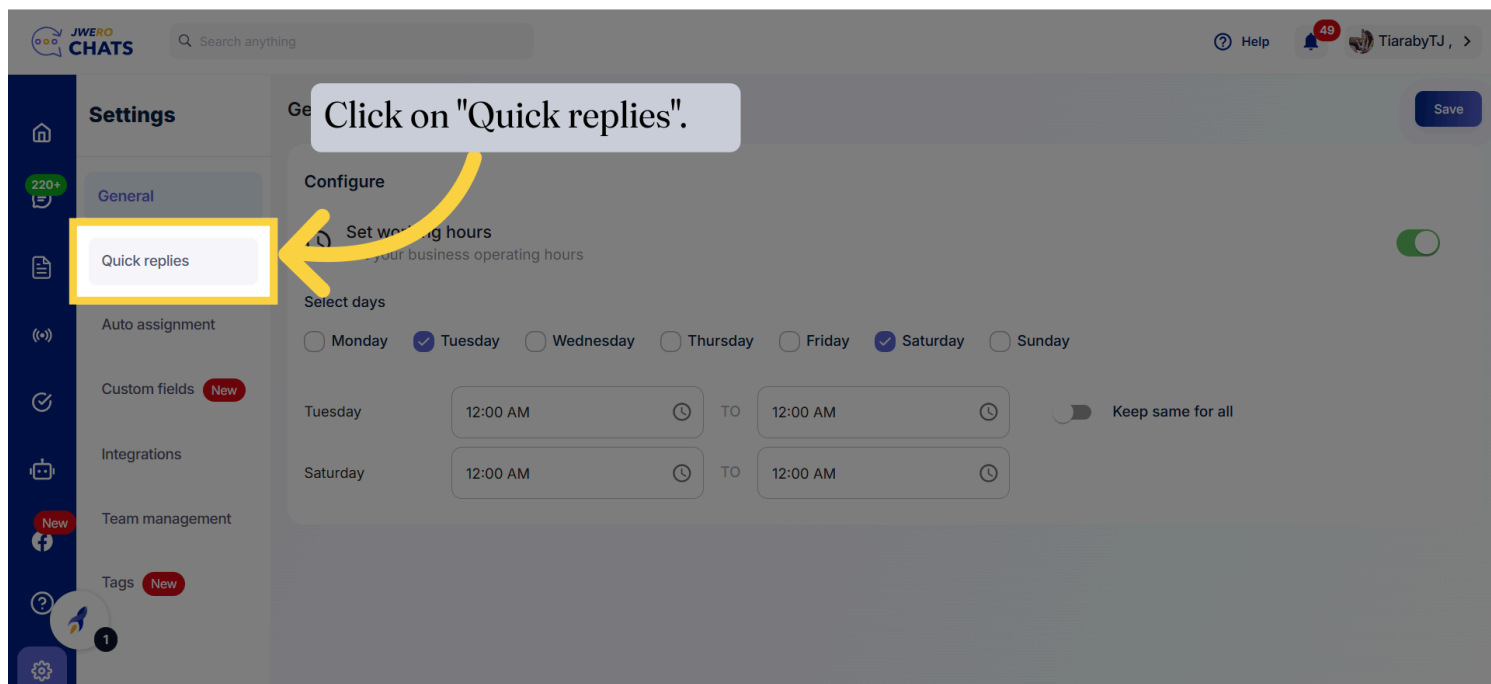 JWERO
CHATS
Search anything
Help
49
TiarabyTJ ,
Settings
Ge
Click on "Quick replies".
Save
220+
General
Configure
Quick replies
Set working hours
your business operating hours
Select days
Auto assignment
Monday Tuesday Wednesday Thursday Friday Saturday Sunday
Custom fields New
Tuesday 12:00 AM TO 12:00 AM Keep same for all
Integrations
Saturday 12:00 AM TO 12:00 AM
New
Team management
Tags New
1